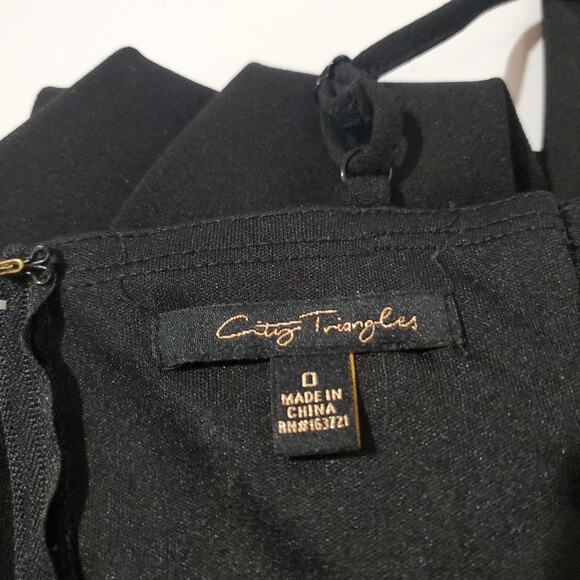 City Triangles
0
MADE IN
CHINA
RN#163721